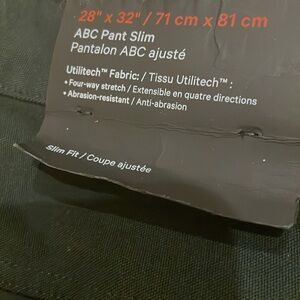 28" x 32" / 71 cm x 81 cm
ABC Pant Slim
Pantalon ABC ajusté
Utilitech™ Fabric: / Tissu Utilitech™ :
• Four-way stretch / Extensible en quatre directions
• Abrasion-resistant / Anti-abrasion
Slim Fit / Coupe ajustée